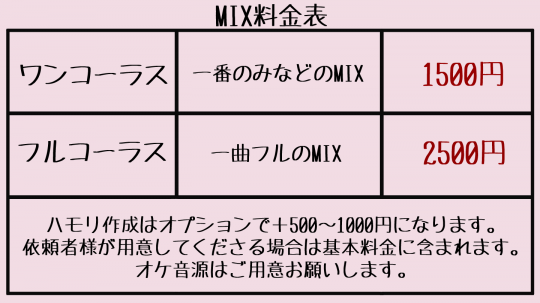 MIX料金表
ワンコーラス 一番のみなどのMIX 1500円
フルコーラス 一曲フルのMIX 2500円
ハモリ作成はオプションで＋500～1000円になります。
依頼者様が用意してくださる場合は基本料金に含まれます。
オケ音源はご用意お願いします。